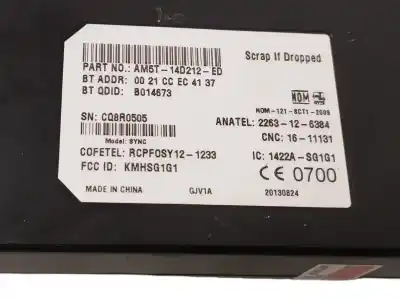 Scrap If Dropped
PART NO.: AM5T-14D212-ED
BT ADDR: 00 21 CC EC 41 37
BT QDID: B014673
NOM-121-SCT1-2009
SN: CQ8R0505
ANATEL: 2263-12-6384
Model: SYNC
CNC: 16-11131
COFETEL: RCPFOSY12-1233
IC: 1422A-SG1G1
FCC ID: KMHSG1G1
CE 0700
MADE IN CHINA
GJV1A
20130824